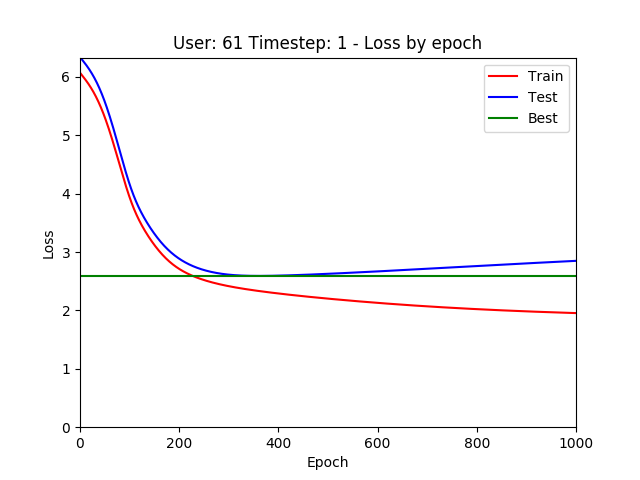 User: 61 Timestep: 1 - Loss by epoch
Train
Test
Best
6
5
4
3
2
1
0
Loss
0 200 400 600 800 1000
Epoch